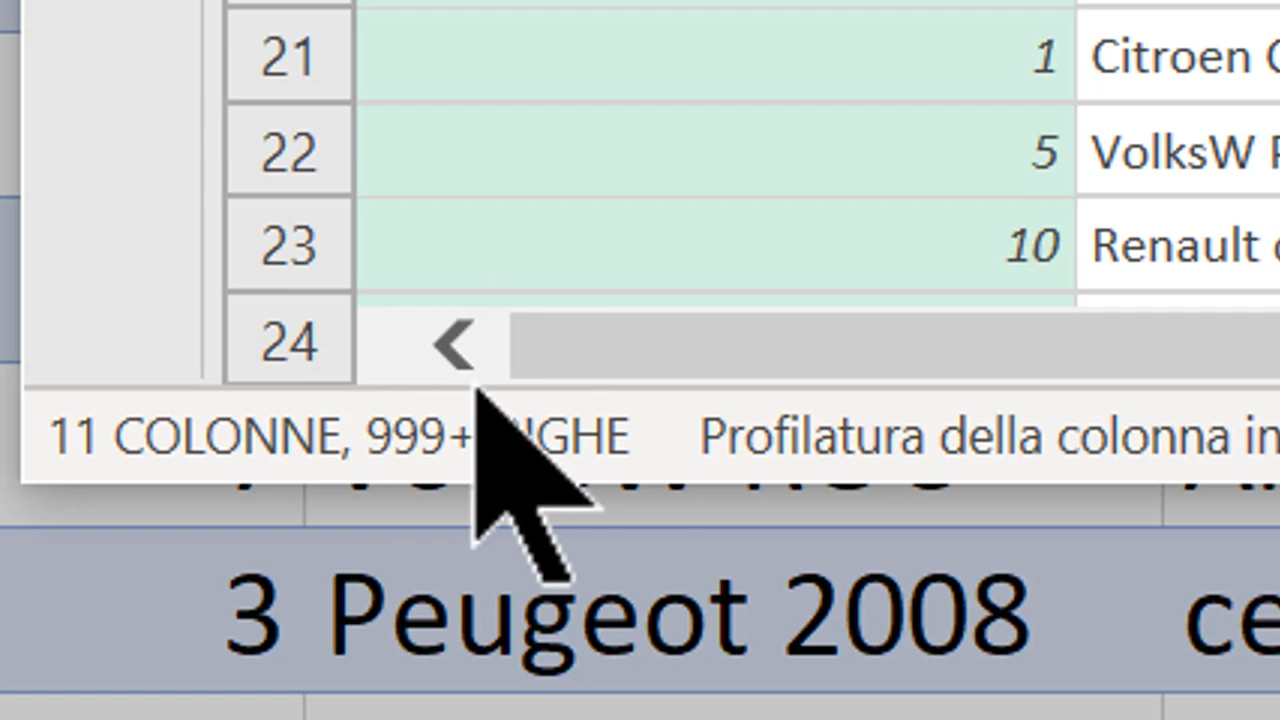 21 1 Citroen
22 5 VolksW
23 10 Renault
24
11 COLONNE, 999+ Profilatura della colonna in
3 Peugeot 2008 ce